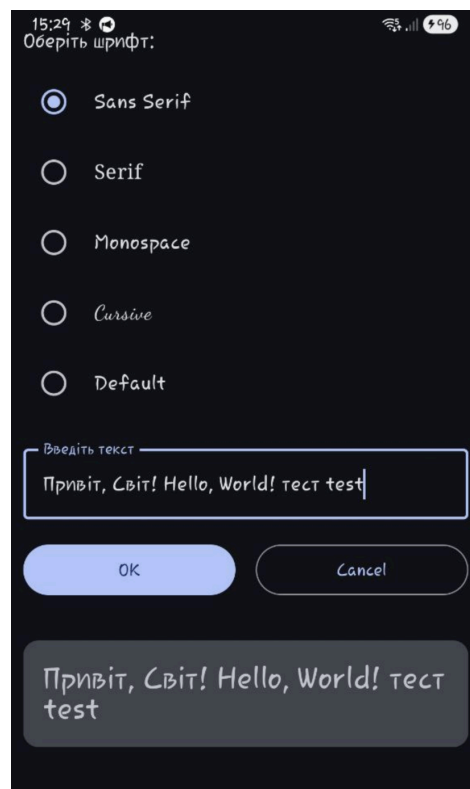 15:29
96
Оберіть шрифт:
Sans Serif
Serif
Monospace
Cursive
Default
Введіть текст
Привіт, Світ! Hello, World! тест test
OK
Cancel
Привіт, Світ! Hello, World! тест
test